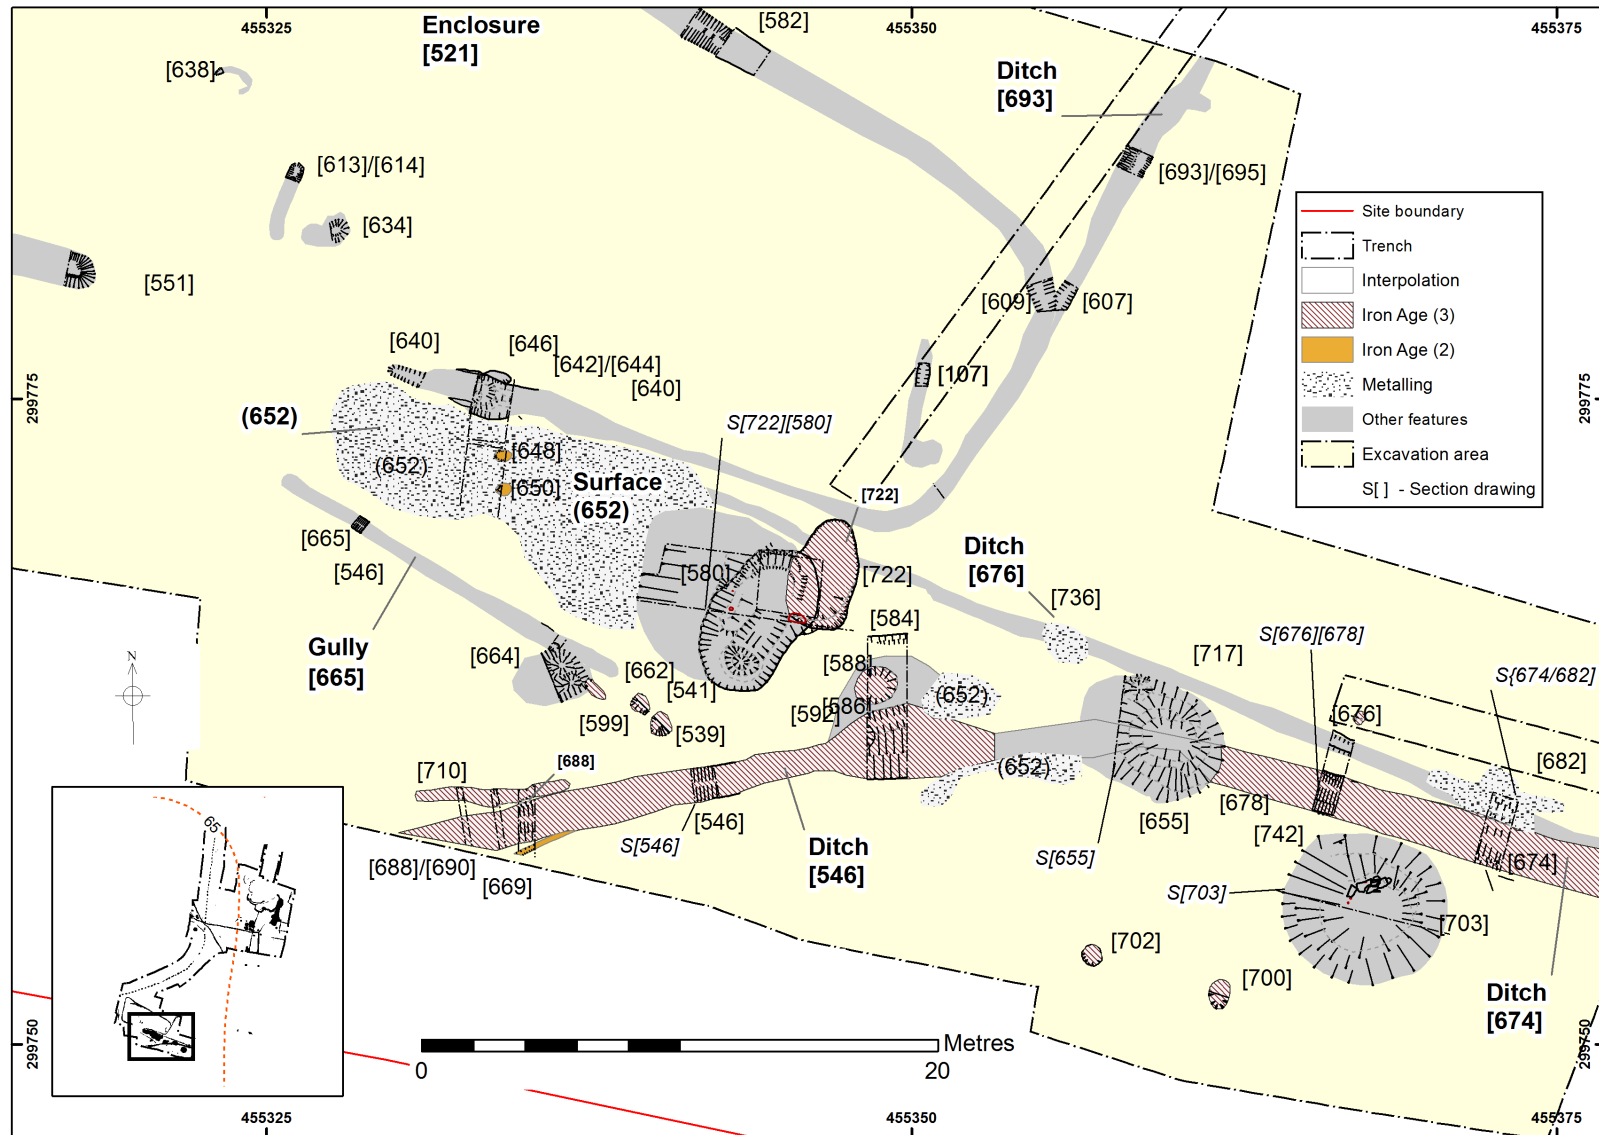 455325
455350
455375
Enclosure
[521]
[582]
[638]
Ditch
[693]
[613]/[614]
[693]/[695]
[634]
[551]
[609]
[607]
Site boundary
Trench
Interpolation
Iron Age (3)
Iron Age (2)
Metalling
Other features
Excavation area
S[ ] - Section drawing
[640]
[646]
[642]/[644]
[640]
[107]
299775
299775
(652)
S[722][580]
(652)
[648]
[650]
Surface
(652)
[722]
[665]
[546]
[580]
[722]
Ditch
[676]
[736]
[584]
Gully
[665]
[664]
[662]
[541]
[588]
[586]
[592]
(652)
[717]
S[676][678]
S[674/682]
[599]
[539]
[676]
N
[710]
[688]
(652)
[682]
[546]
S[546]
[655]
[678]
[742]
Ditch
[546]
S[655]
[674]
[688]/[690]
[669]
S[703]
[703]
65
[702]
[700]
Ditch
[674]
299750
299750
Metres
0
20
455325
455350
455375